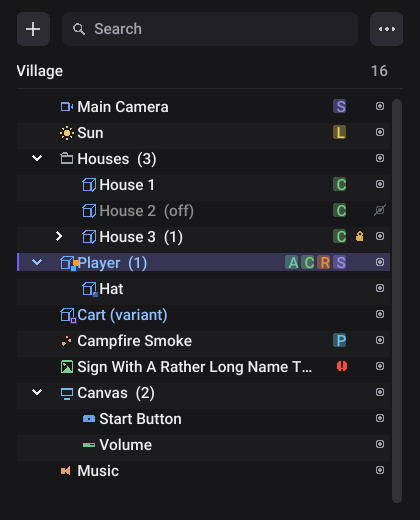 Search
Village 16
Main Camera S
Sun L
Houses (3)
House 1 C
House 2 (off) C
House 3 (1) C
Player (1) A C R S
Hat
Cart (variant)
Campfire Smoke P
Sign With A Rather Long Name T...
Canvas (2)
Start Button
Volume
Music